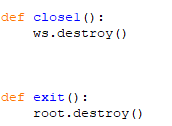 def close1():
    ws.destroy()
def exit():
    root.destroy()